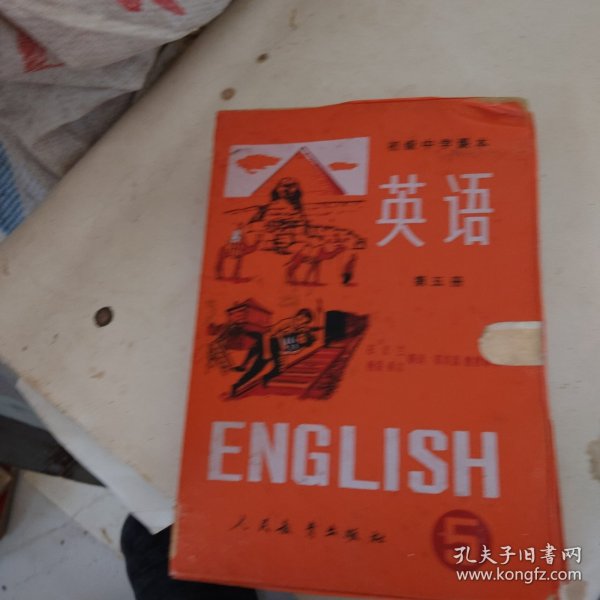 初级中学课本
英语
第五册
ENGLISH
人民教育出版社
5
孔夫子旧书网
www.kongfz.com